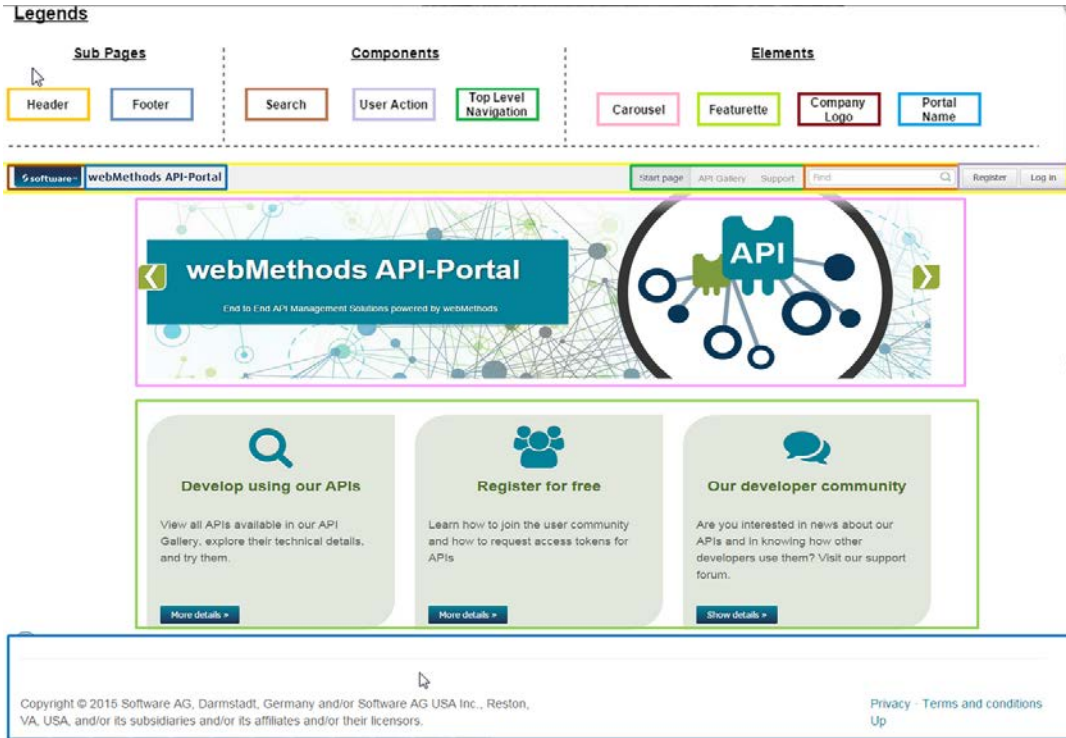 Legends
Sub Pages
Components
Elements
Header
Footer
Search
User Action
Top Level
Navigation
Carousel
Featurette
Company
Logo
Portal
Name
software
webMethods API-Portal
Start page
API Gallery
Support
Find
Register
Log in
webMethods API-Portal
End to End API Management Solutions powered by webMethods
API
Develop using our APIs
View all APIs available in our API
Gallery, explore their technical details,
and try them.
More details »
Register for free
Learn how to join the user community
and how to request access tokens for
APIs
More details »
Our developer community
Are you interested in news about our
APIs and in knowing how other
developers use them? Visit our support
forum.
Show details »
Copyright © 2015 Software AG, Darmstadt, Germany and/or Software AG USA Inc., Reston,
VA, USA, and/or its subsidiaries and/or its affiliates and/or their licensors.
Privacy · Terms and conditions
Up